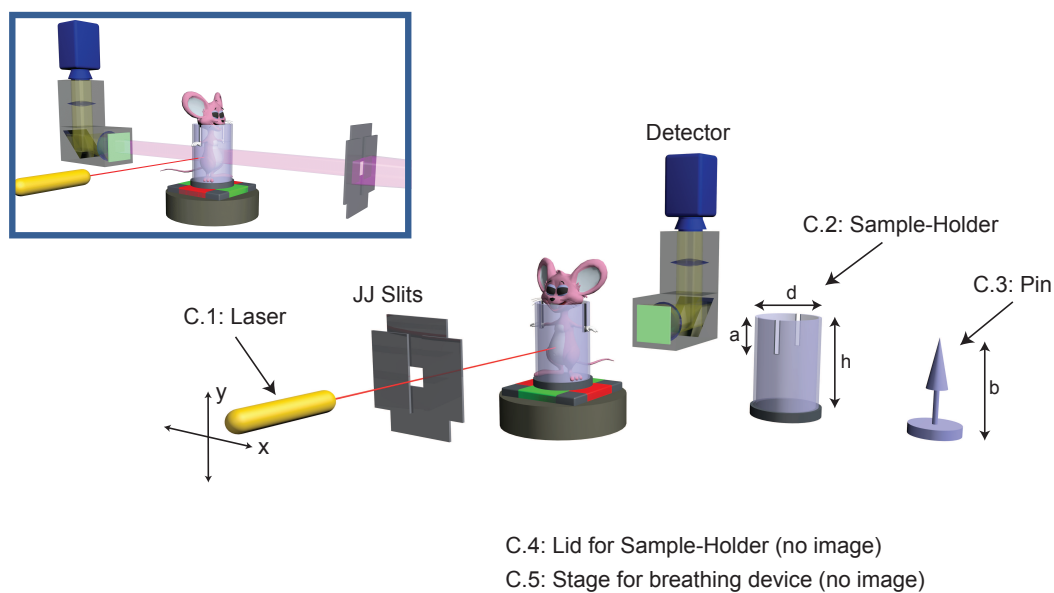 Detector
C.2: Sample-Holder
C.3: Pin
JJ Slits
C.1: Laser
d
a
h
b
y
x
C.4: Lid for Sample-Holder (no image)
C.5: Stage for breathing device (no image)